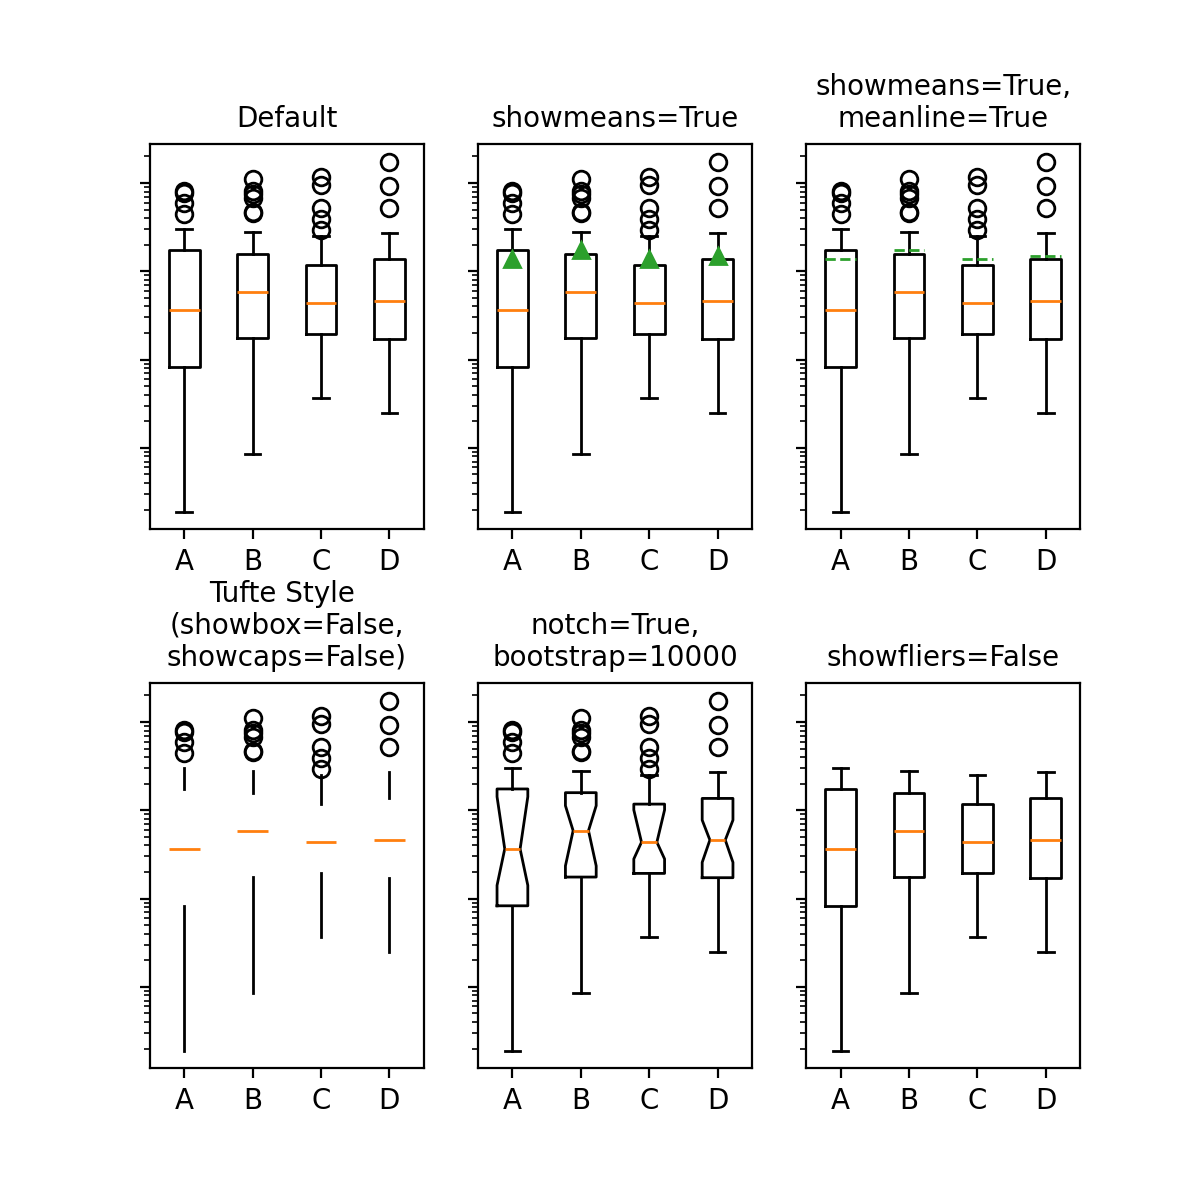 Default
showmeans=True
showmeans=True,
meanline=True
A B C D
A B C D
A B C D
Tufte Style
(showbox=False,
showcaps=False)
notch=True,
bootstrap=10000
showfliers=False
A B C D
A B C D
A B C D